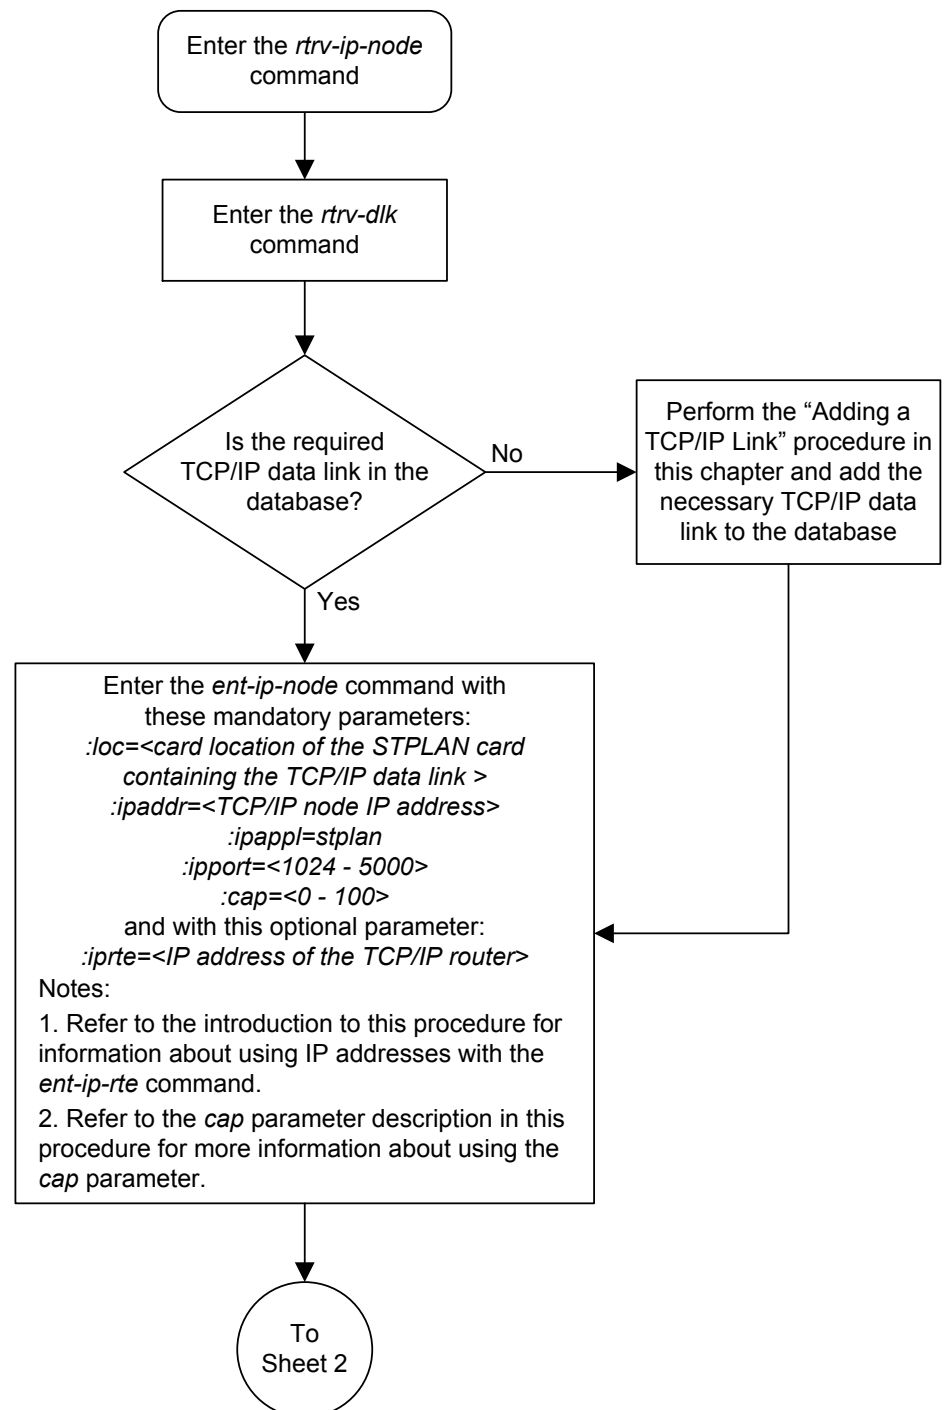 Enter the rtrv-ip-node
command
Enter the rtrv-dlk
command
Is the required
TCP/IP data link in the
database?
No
Perform the “Adding a
TCP/IP Link” procedure in
this chapter and add the
necessary TCP/IP data
link to the database
Yes
Enter the ent-ip-node command with
these mandatory parameters:
:loc=<card location of the STPLAN card
containing the TCP/IP data link >
:ipaddr=<TCP/IP node IP address>
:ipappl=stplan
:ipport=<1024 - 5000>
:cap=<0 - 100>
and with this optional parameter:
:iprte=<IP address of the TCP/IP router>
Notes:
1. Refer to the introduction to this procedure for
information about using IP addresses with the
ent-ip-rte command.
2. Refer to the cap parameter description in this
procedure for more information about using the
cap parameter.
To
Sheet 2